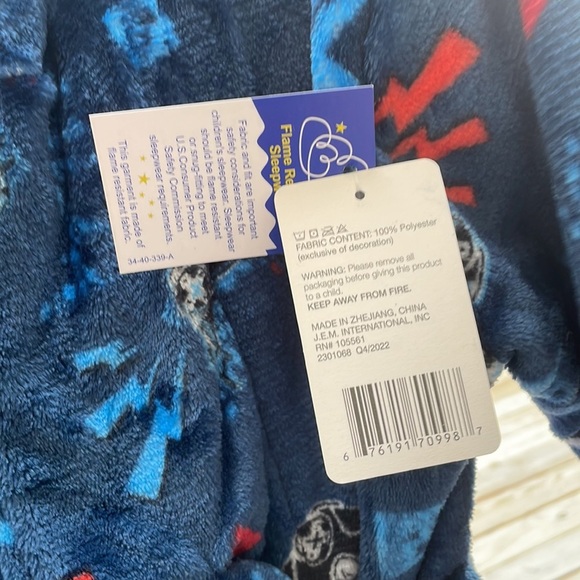 Flame Re
Sleepw
Fabric and fit are important
safety considerations for
children's sleepwear. Sleepwear
should be flame resistant
or snug-fitting to meet
U.S. Consumer Product
Safety Commission
sleepwear requirements.
This garment is made of
flame resistant fabric.
34-40-339-A
FABRIC CONTENT: 100% Polyester
(exclusive of decoration)
WARNING: Please remove all
packaging before giving this product
to a child.
KEEP AWAY FROM FIRE.
MADE IN ZHEJIANG, CHINA
J.E.M. INTERNATIONAL, INC
RN# 105561
2301068 Q4/2022
6 76191 70998 7